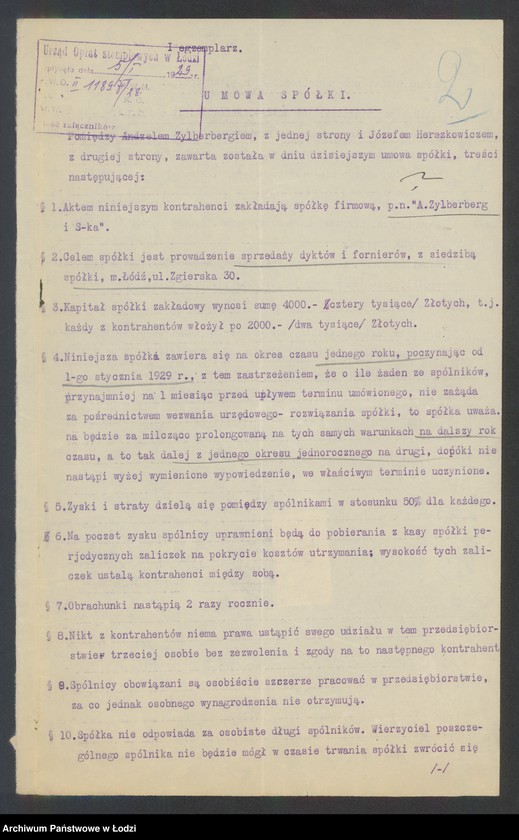 I egzemplarz.
Urząd Opłat stemplowych w Łodzi
5/I 1929 r.
II 11897/28
2
UMOWA SPÓŁKI.
Pomiędzy Andzelem Zylberbergiem, z jednej strony i Józefem Herszkowiczem,
z drugiej strony, zawarta została w dniu dzisiejszym umowa spółki, treści
następującej:
§ 1.Aktem niniejszym kontrahenci zakładają spółkę firmową, p.n."A.Zylberberg
i S-ka".
§ 2.Celem spółki jest prowadzenie sprzedaży dyktów i fornierów, z siedzibą
spółki, m.Łódź,ul.Zgierska 30.
§ 3.Kapitał spółki zakładowy wynosi sumę 4000.- /cztery tysiące/ Złotych, t.j.
każdy z kontrahentów włożył po 2000.- /dwa tysiące/ Złotych.
§ 4.Niniejsza spółka zawiera się na okres czasu jednego roku, poczynając od
1-go stycznia 1929 r., z tem zastrzeżeniem, że o ile żaden ze spólników,
przynajmniej na 1 miesiąc przed upływem terminu umówionego, nie zażąda
za pośrednictwem wezwania urzędowego- rozwiązania spółki, to spółka uważa.
na będzie za milcząco prolongowaną na tych samych warunkach na dalszy rok
czasu, a to tak dalej z jednego okresu jednorocznego na drugi, dopóki nie
nastąpi wyżej wymienione wypowiedzenie, we właściwym terminie uczynione.
§ 5.Zyski i straty dzielą się pomiędzy spólnikami w stosunku 50% dla każdego.
§ 6.Na poczet zysku spólnicy uprawnieni będą do pobierania z kasy spółki pe-
rjodycznych zaliczek na pokrycie kosztów utrzymania; wysokość tych zali-
czek ustalą kontrahenci między sobą.
§ 7.Obrachunki nastąpią 2 razy rocznie.
§ 8.Nikt z kontrahentów niema prawa ustąpić swego udziału w tem przedsiębior-
stwie trzeciej osobie bez zezwolenia i zgody na to następnego kontrahent
§ 9.Spólnicy obowiązani są osobiście szczerze pracować w przedsiębiorstwie,
za co jednak osobnego wynagrodzenia nie otrzymują.
§ 10.Spółka nie odpowiada za osobiste długi spólników. Wierzyciel poszcze-
gólnego spólnika nie będzie mógł w czasie trwania spółki zwrócić się
Archiwum Państwowe w Łodzi